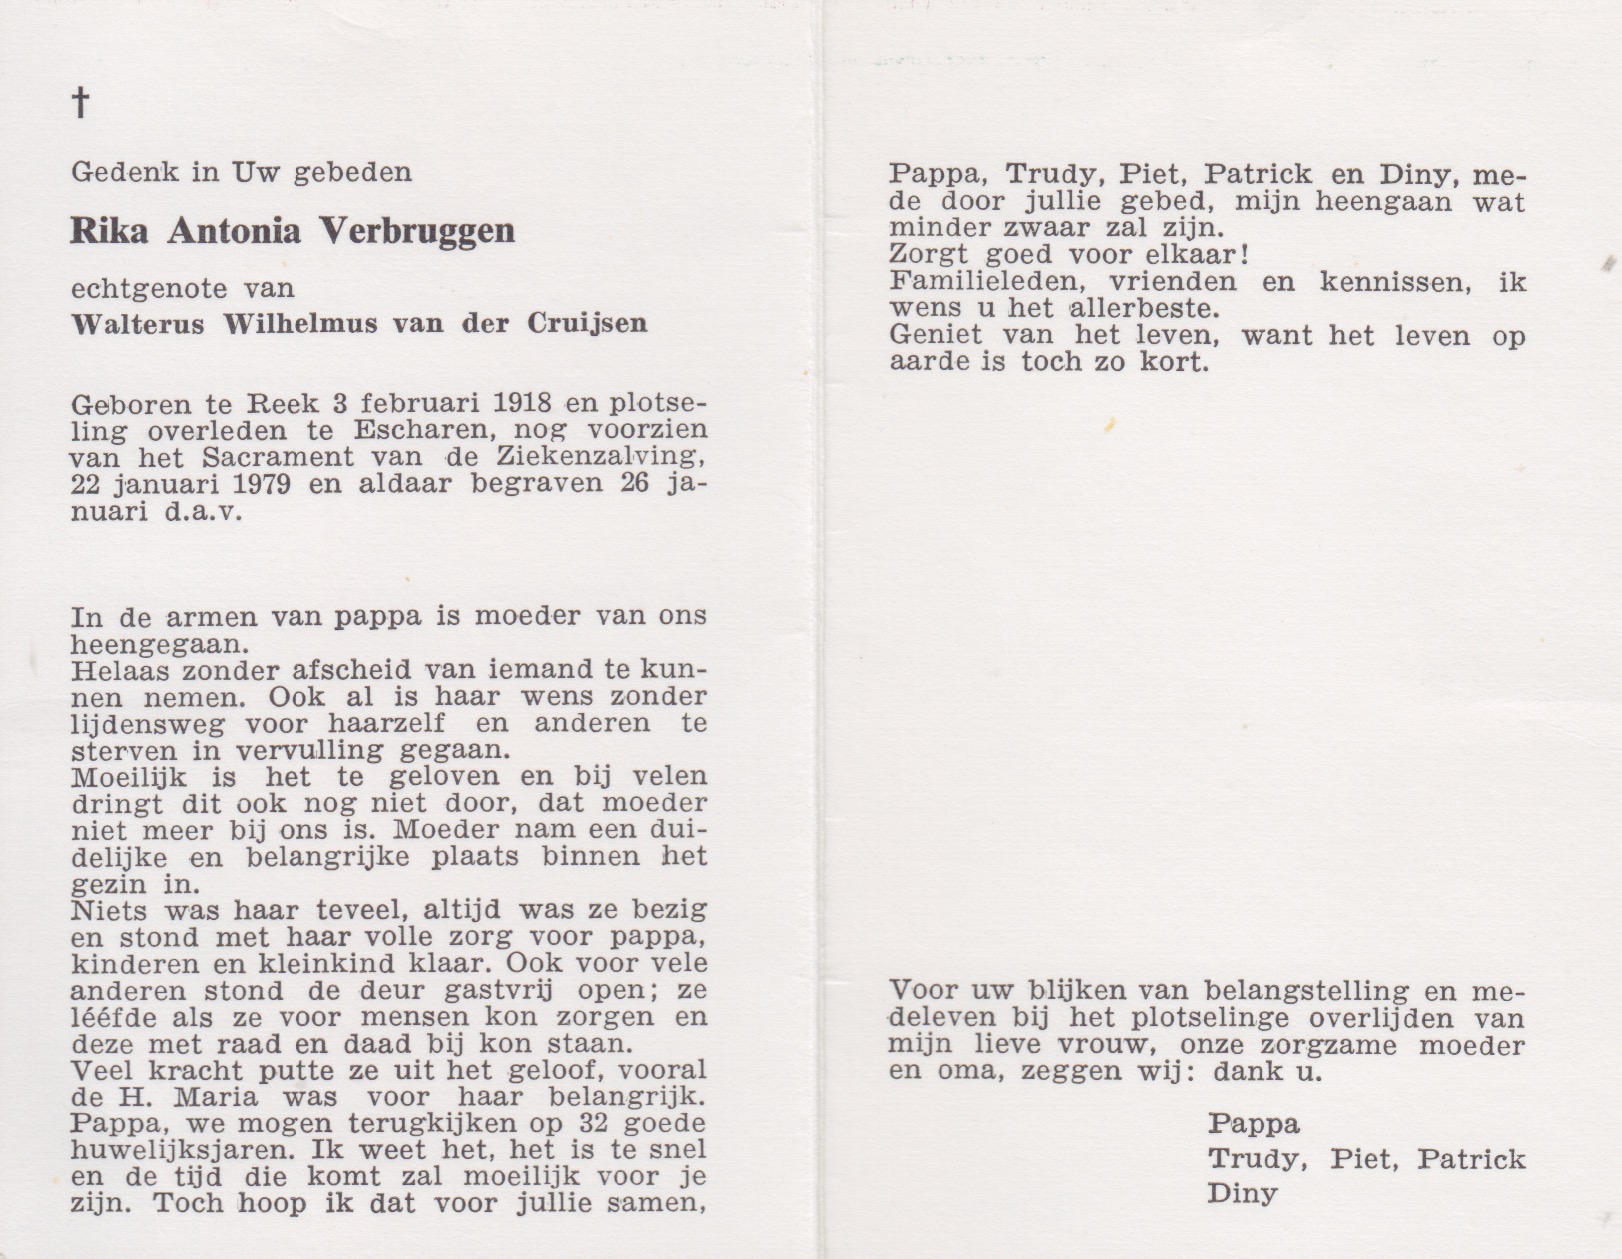 †
Gedenk in Uw gebeden
Rika Antonia Verbruggen
echtgenote van
Walterus Wilhelmus van der Cruijsen
Geboren te Reek 3 februari 1918 en plotse-
ling overleden te Escharen, nog voorzien
van het Sacrament van de Ziekenzalving,
22 januari 1979 en aldaar begraven 26 ja-
nuari d.a.v.
In de armen van pappa is moeder van ons
heengegaan.
Helaas zonder afscheid van iemand te kun-
nen nemen. Ook al is haar wens zonder
lijdensweg voor haarzelf en anderen te
sterven in vervulling gegaan.
Moeilijk is het te geloven en bij velen
dringt dit ook nog niet door, dat moeder
niet meer bij ons is. Moeder nam een dui-
delijke en belangrijke plaats binnen het
gezin in.
Niets was haar teveel, altijd was ze bezig
en stond met haar volle zorg voor pappa,
kinderen en kleinkind klaar. Ook voor vele
anderen stond de deur gastvrij open; ze
lééfde als ze voor mensen kon zorgen en
deze met raad en daad bij kon staan.
Veel kracht putte ze uit het geloof, vooral
de H. Maria was voor haar belangrijk.
Pappa, we mogen terugkijken op 32 goede
huwelijksjaren. Ik weet het, het is te snel
en de tijd die komt zal moeilijk voor je
zijn. Toch hoop ik dat voor jullie samen,
Pappa, Trudy, Piet, Patrick en Diny, me-
de door jullie gebed, mijn heengaan wat
minder zwaar zal zijn.
Zorgt goed voor elkaar!
Familieleden, vrienden en kennissen, ik
wens u het allerbeste.
Geniet van het leven, want het leven op
aarde is toch zo kort.
Voor uw blijken van belangstelling en me-
deleven bij het plotselinge overlijden van
mijn lieve vrouw, onze zorgzame moeder
en oma, zeggen wij: dank u.
Pappa
Trudy, Piet, Patrick
Diny